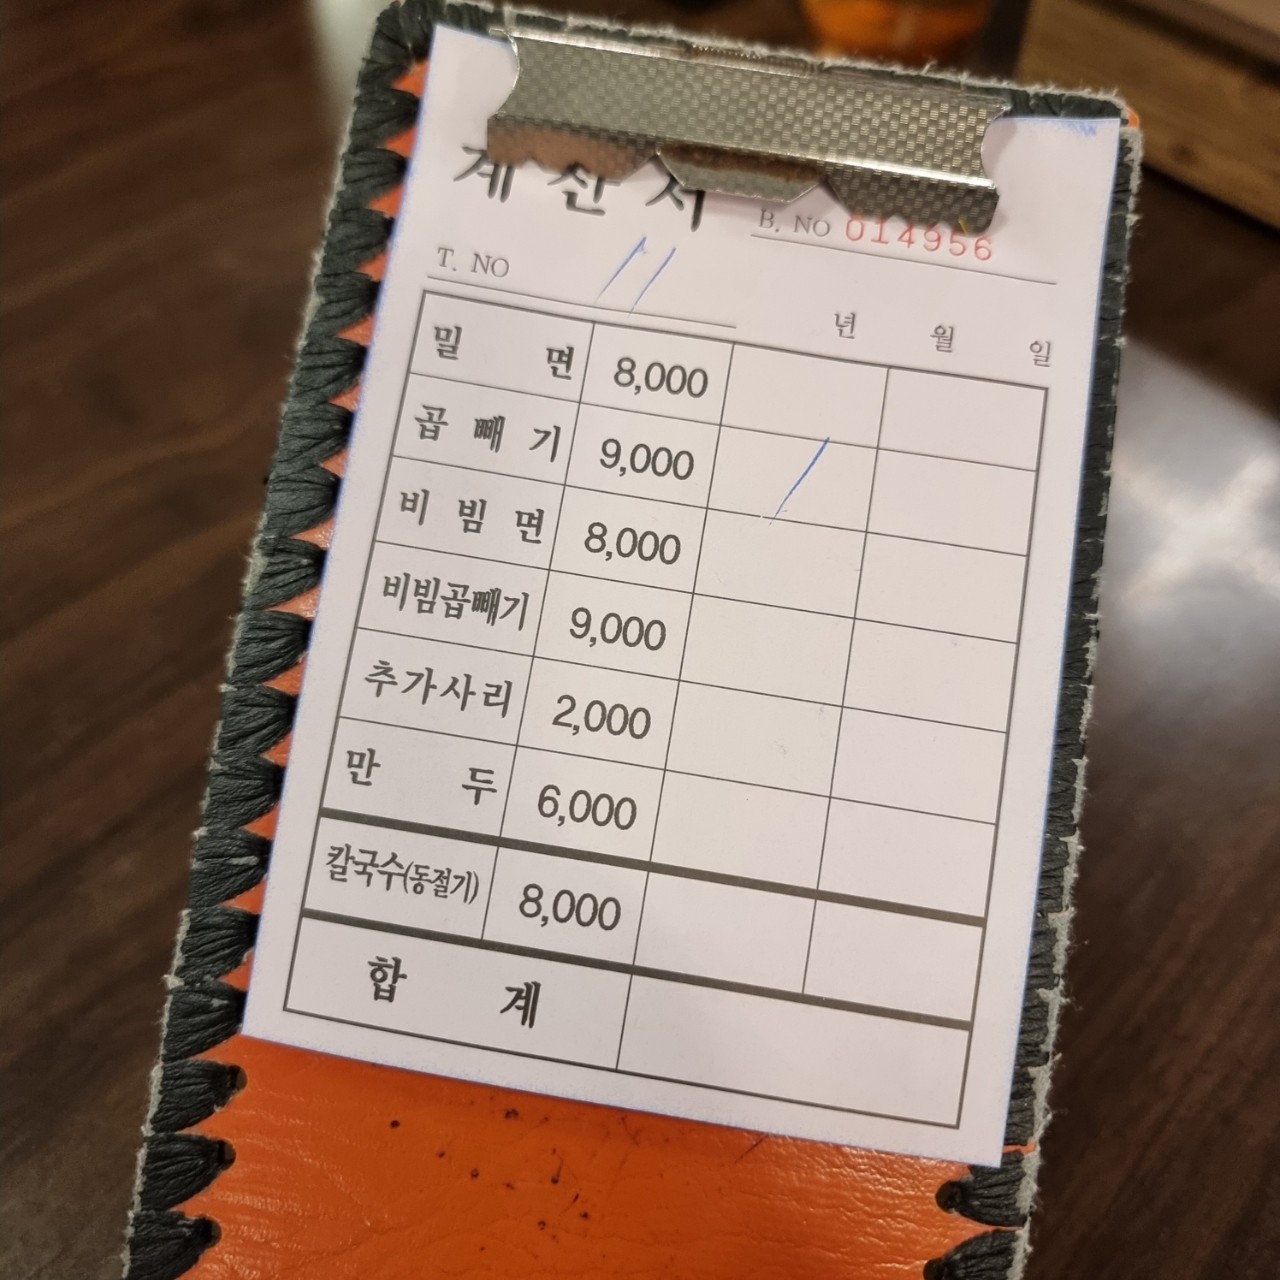 계산서
B. NO 014956
T. NO 11
년 월 일
밀면 8,000
곱빼기 9,000 /
비빔면 8,000
비빔곱빼기 9,000
추가사리 2,000
만두 6,000
칼국수(동절기) 8,000
합계